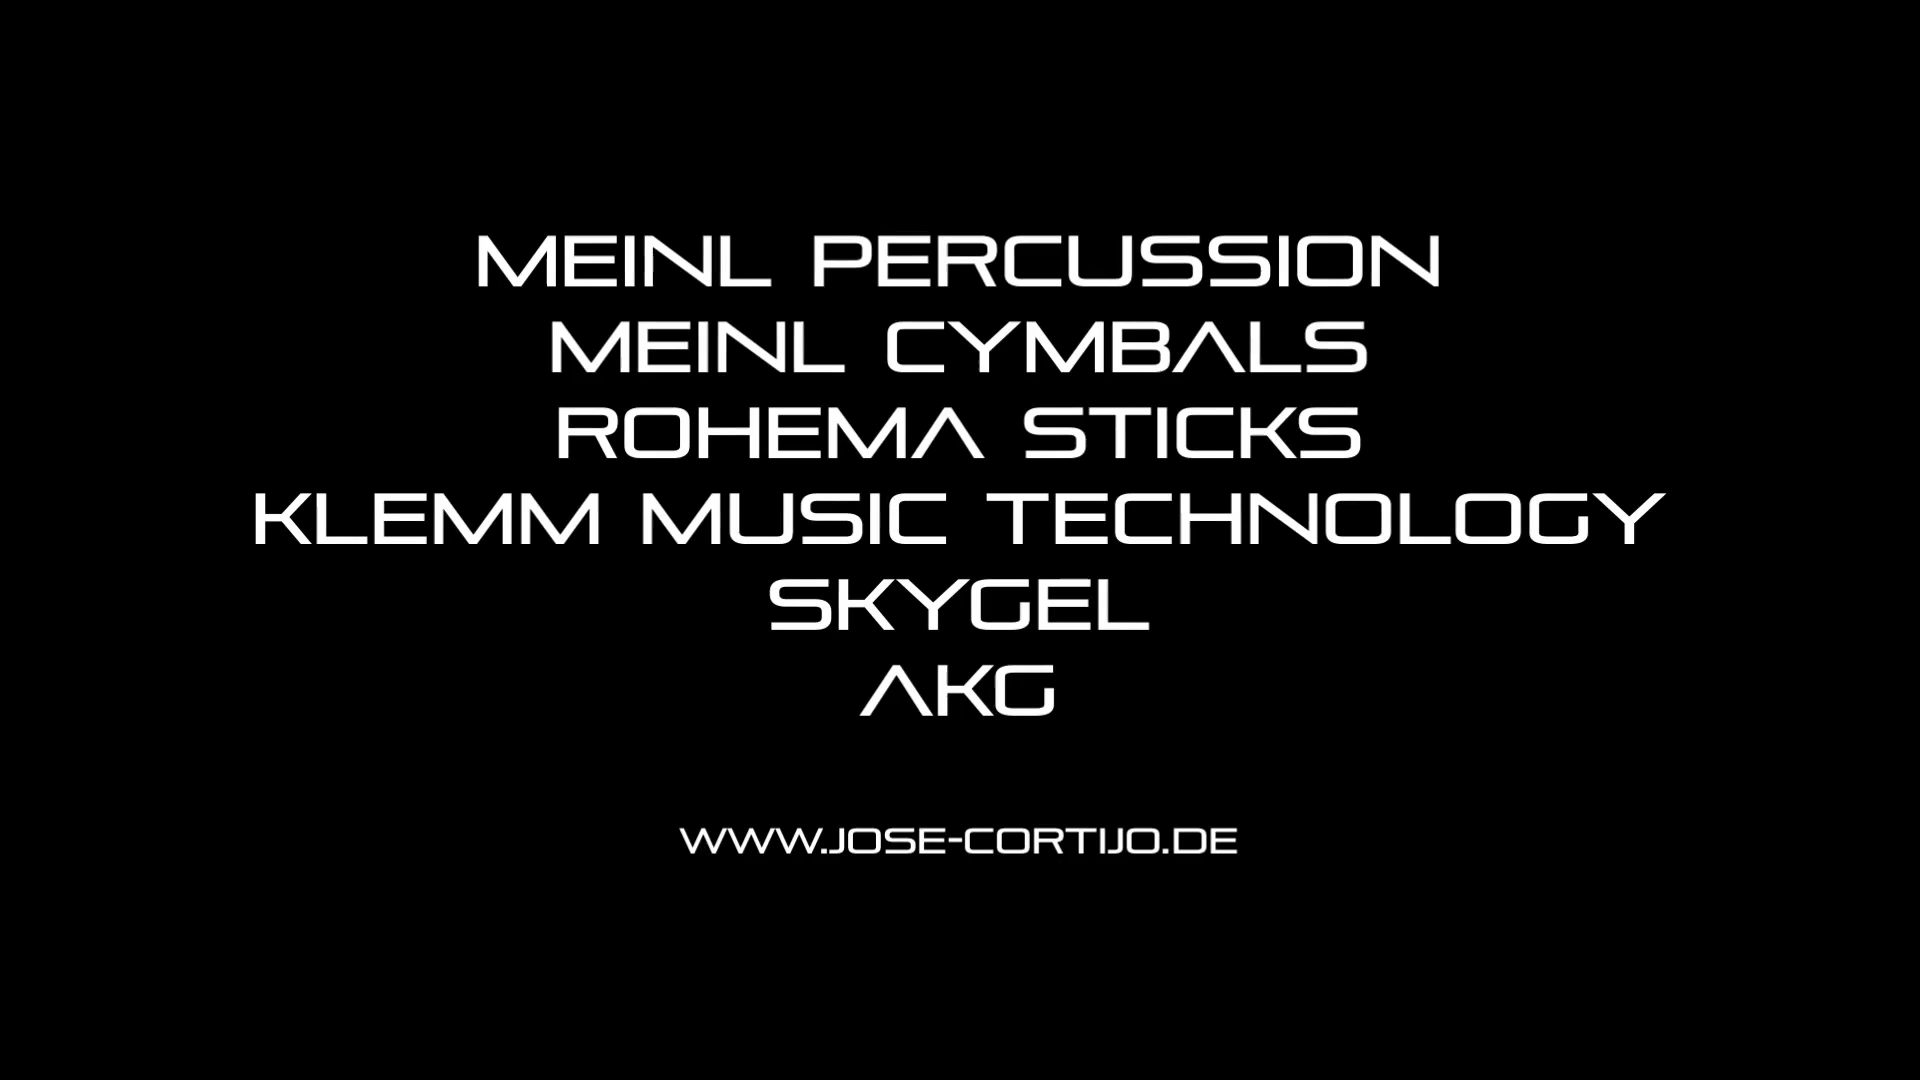 MEINL PERCUSSION
MEINL CYMBALS
ROHEMA STICKS
KLEMM MUSIC TECHNOLOGY
SKYGEL
AKG
WWW.JOSE-CORTIJO.DE